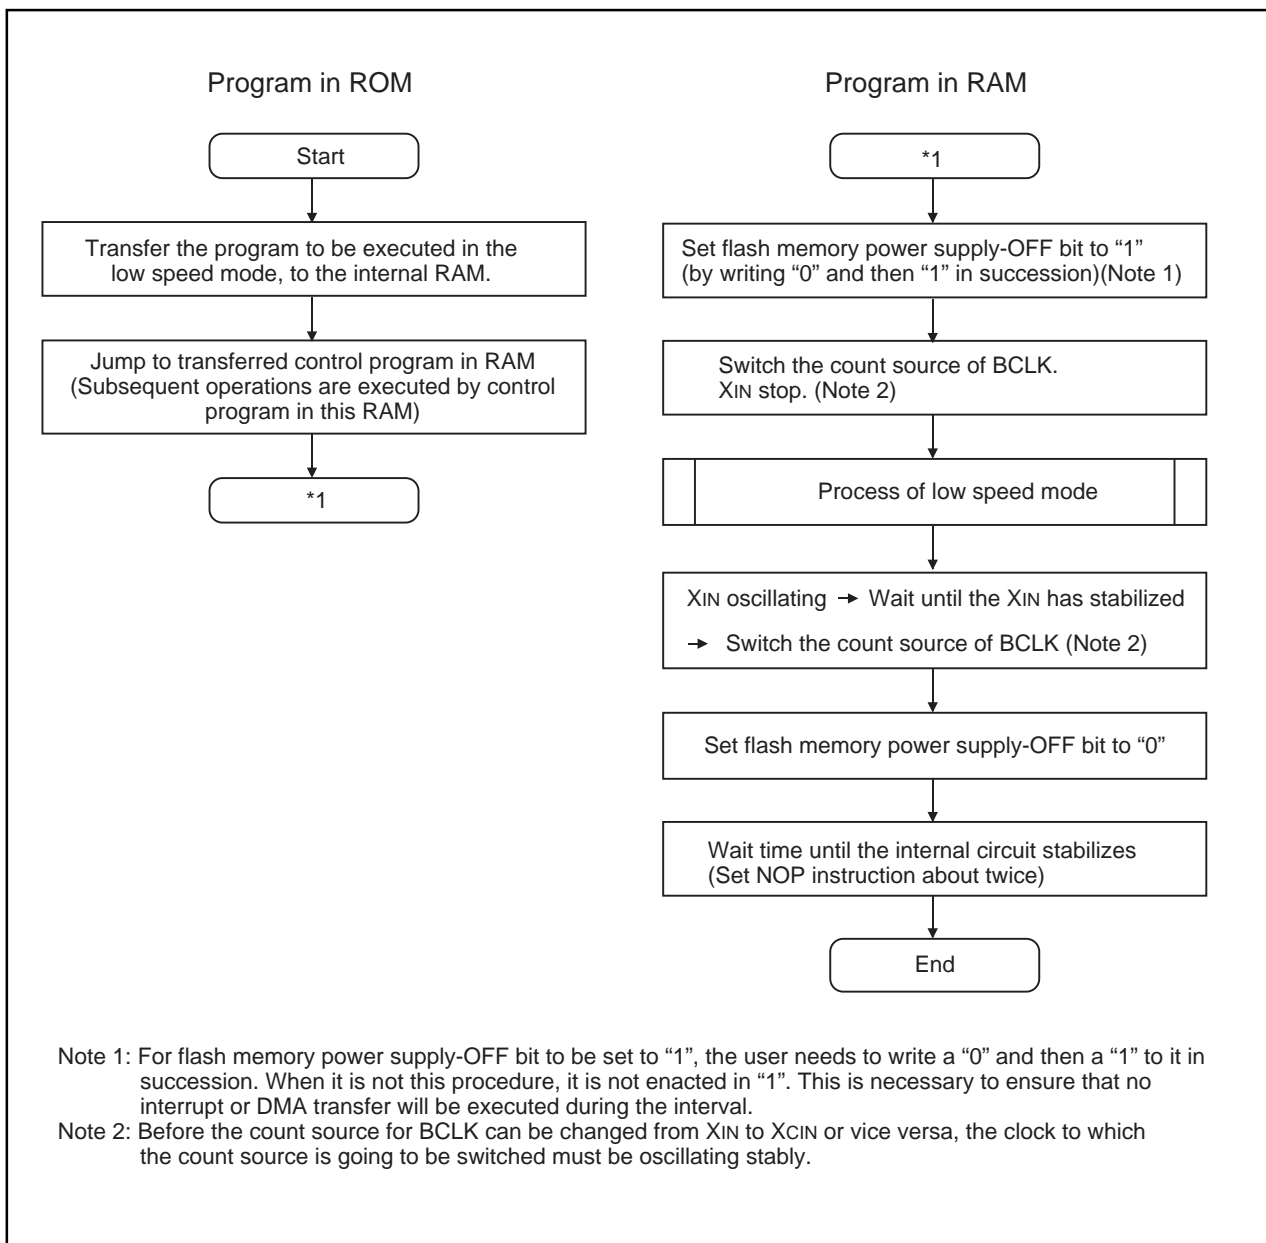 Program in ROM
Start
Transfer the program to be executed in the
low speed mode, to the internal RAM.
Jump to transferred control program in RAM
(Subsequent operations are executed by control
program in this RAM)
*1
Program in RAM
*1
Set flash memory power supply-OFF bit to “1”
(by writing “0” and then “1” in succession)(Note 1)
Switch the count source of BCLK.
XIN stop. (Note 2)
Process of low speed mode
XIN oscillating → Wait until the XIN has stabilized
→ Switch the count source of BCLK (Note 2)
Set flash memory power supply-OFF bit to “0”
Wait time until the internal circuit stabilizes
(Set NOP instruction about twice)
End
Note 1: For flash memory power supply-OFF bit to be set to “1”, the user needs to write a “0” and then a “1” to it in
succession. When it is not this procedure, it is not enacted in “1”. This is necessary to ensure that no
interrupt or DMA transfer will be executed during the interval.
Note 2: Before the count source for BCLK can be changed from XIN to XCIN or vice versa, the clock to which
the count source is going to be switched must be oscillating stably.